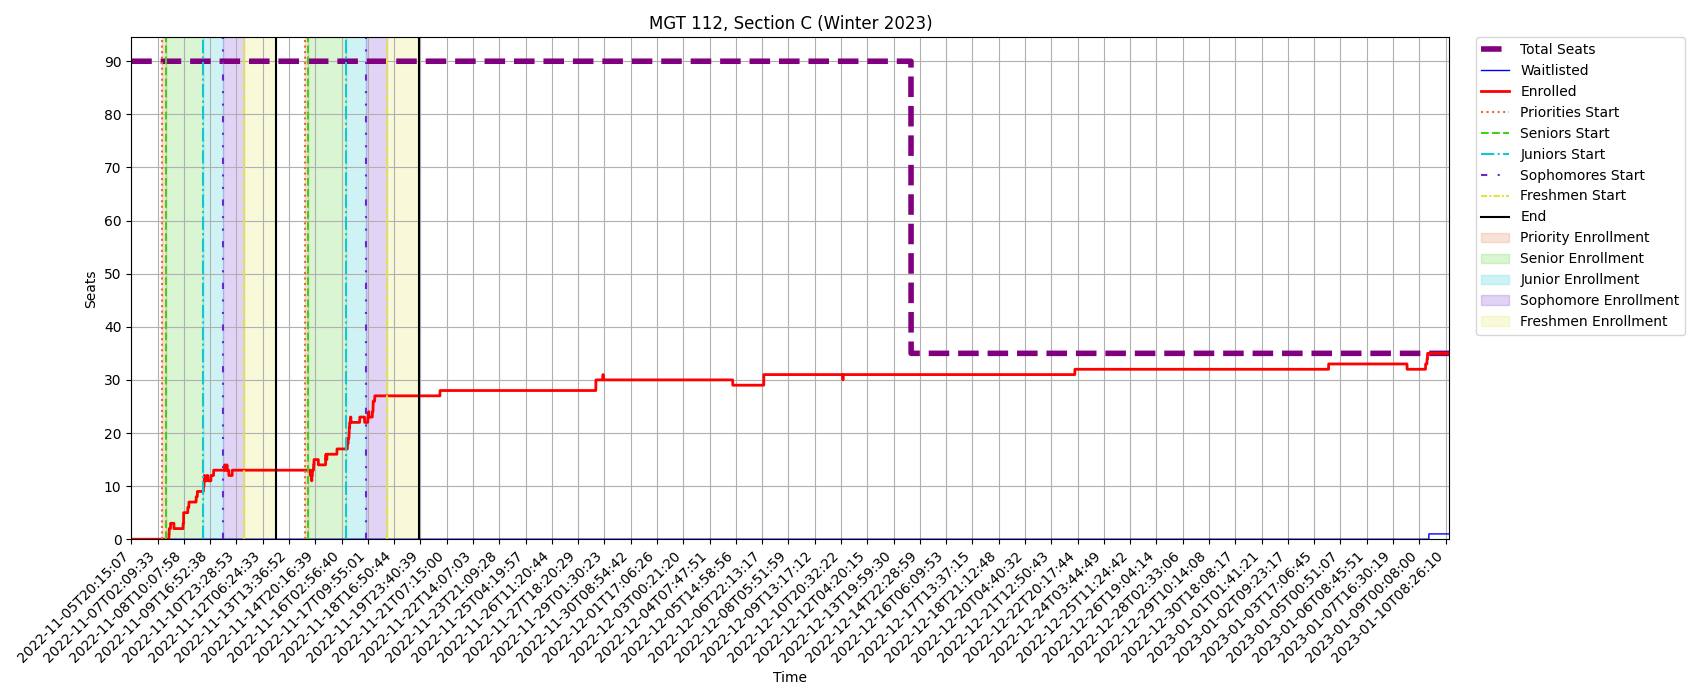 MGT 112, Section C (Winter 2023)
Seats
90
80
70
60
50
40
30
20
10
0
2022-11-05T20:15:07
2022-11-07T02:09:33
2022-11-08T10:07:58
2022-11-09T16:52:38
2022-11-10T23:28:53
2022-11-12T06:24:33
2022-11-13T13:36:52
2022-11-14T20:16:39
2022-11-16T02:56:40
2022-11-17T09:55:01
2022-11-18T16:50:44
2022-11-19T23:40:39
2022-11-21T07:15:00
2022-11-22T14:07:03
2022-11-23T21:09:28
2022-11-25T04:19:57
2022-11-26T11:20:44
2022-11-27T18:20:29
2022-11-29T01:30:23
2022-11-30T08:54:42
2022-12-01T17:06:26
2022-12-03T00:21:20
2022-12-04T07:47:51
2022-12-05T14:58:56
2022-12-06T22:13:17
2022-12-08T05:51:59
2022-12-09T13:17:12
2022-12-10T20:32:22
2022-12-12T04:20:15
2022-12-13T19:59:30
2022-12-14T22:28:59
2022-12-16T06:09:53
2022-12-17T13:37:15
2022-12-18T21:12:48
2022-12-20T04:40:32
2022-12-21T12:50:43
2022-12-22T20:17:44
2022-12-24T03:44:49
2022-12-25T11:24:42
2022-12-26T19:04:14
2022-12-28T02:33:06
2022-12-29T10:14:08
2022-12-30T18:08:17
2023-01-01T01:41:21
2023-01-02T09:23:17
2023-01-03T17:06:45
2023-01-05T00:51:07
2023-01-06T08:45:51
2023-01-07T16:30:19
2023-01-09T00:08:00
2023-01-10T08:26:10
Time
Total Seats
Waitlisted
Enrolled
Priorities Start
Seniors Start
Juniors Start
Sophomores Start
Freshmen Start
End
Priority Enrollment
Senior Enrollment
Junior Enrollment
Sophomore Enrollment
Freshmen Enrollment